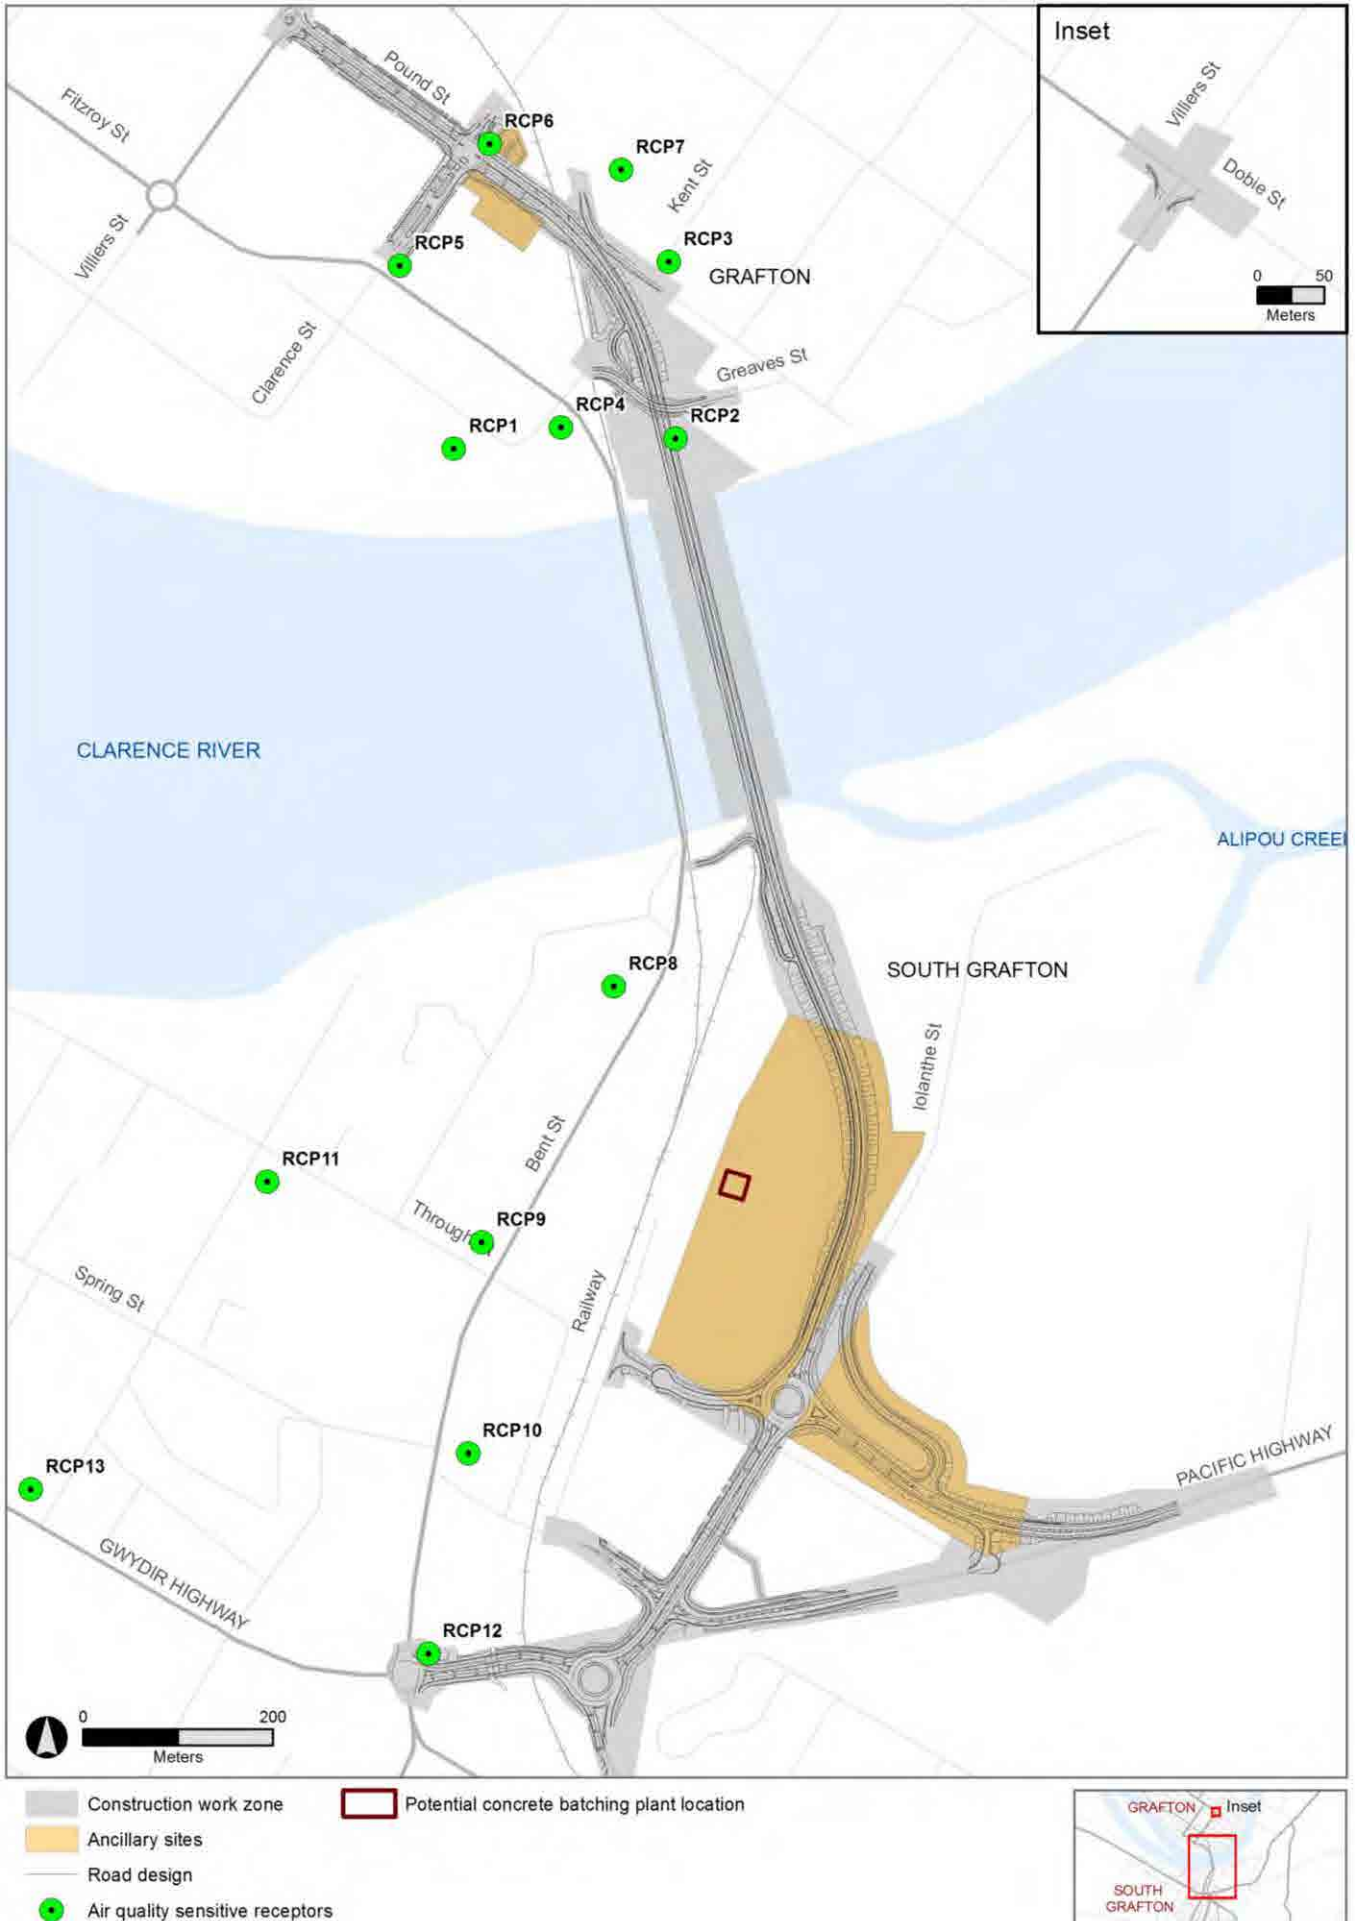 Inset
Villiers St
Dobie St
0 50
Meters
Pound St
Fitzroy St
RCP6
RCP7
Kent St
Villiers St
RCP5
RCP3
GRAFTON
Clarence St
Greaves St
RCP4
RCP2
RCP1
CLARENCE RIVER
ALIPOU CREE
RCP8
SOUTH GRAFTON
Iolanthe St
Bent St
RCP11
Through
RCP9
Spring St
Railway
RCP10
RCP13
PACIFIC HIGHWAY
GWYDIR HIGHWAY
RCP12
0 200
Meters
Construction work zone
Potential concrete batching plant location
Ancillary sites
Road design
Air quality sensitive receptors
GRAFTON
Inset
SOUTH
GRAFTON